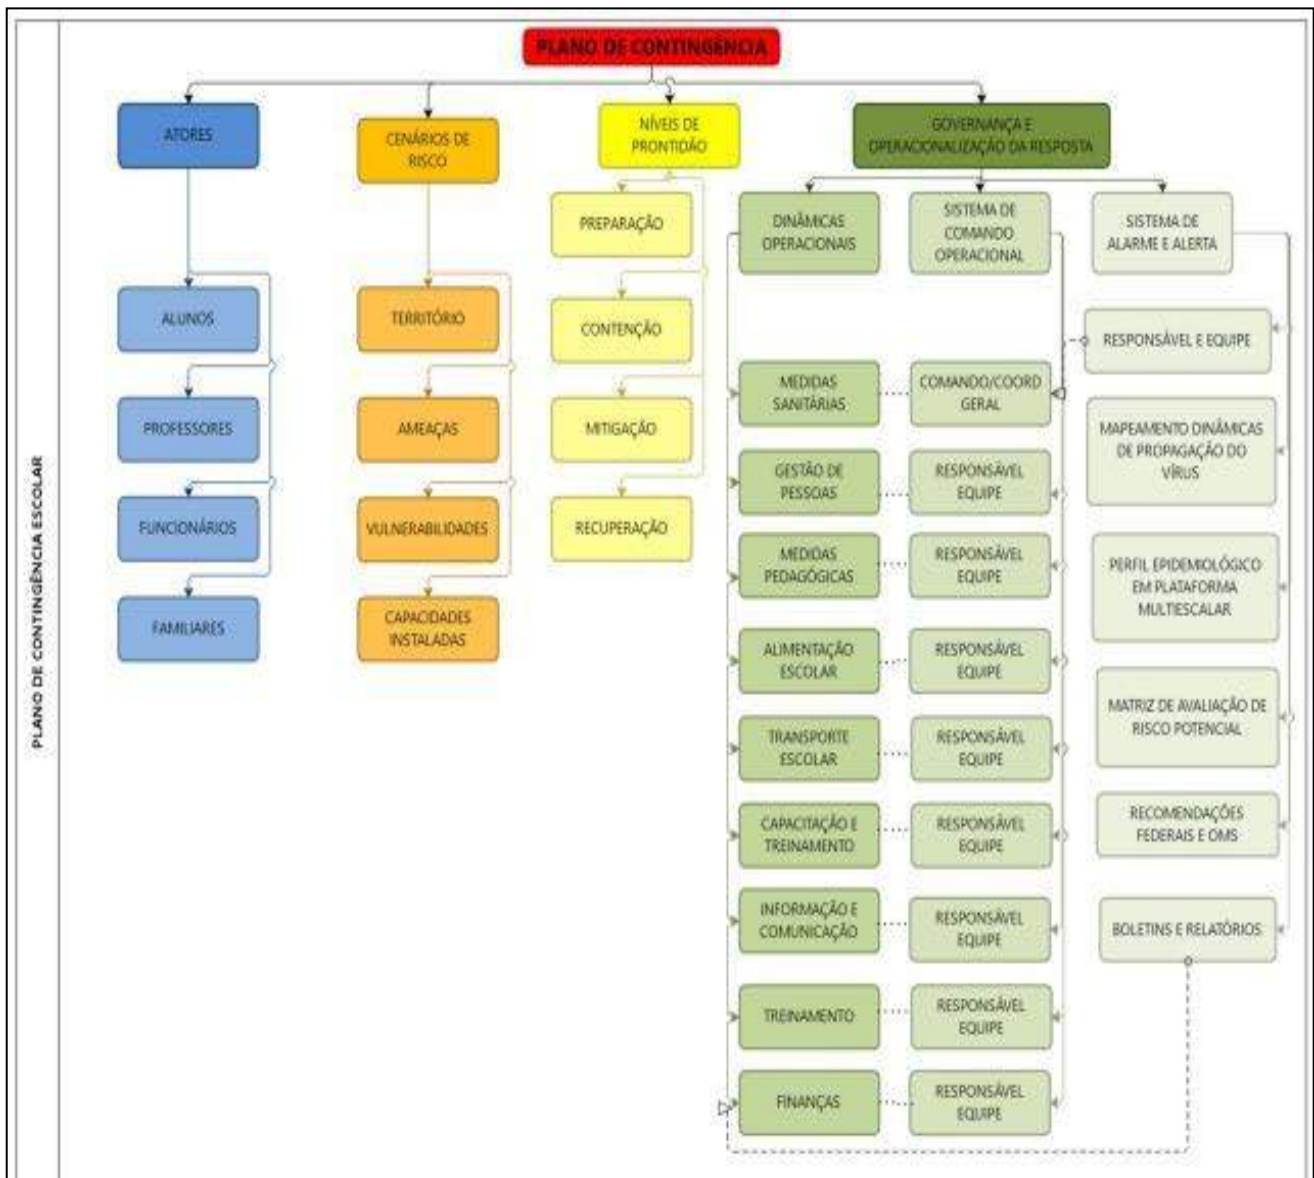 PLANO DE CONTINGÊNCIA ESCOLAR
PLANO DE CONTINGÊNCIA
ATORES
ALUNOS
PROFESSORES
FUNCIONÁRIOS
FAMILIARES
CENÁRIOS DE
RISCO
TERRITÓRIO
AMEAÇAS
VULNERABILIDADES
CAPACIDADES
INSTALADAS
NÍVEIS DE
PRONTIDÃO
PREPARAÇÃO
CONTENÇÃO
MITIGAÇÃO
RECUPERAÇÃO
GOVERNANÇA E
OPERACIONALIZAÇÃO DA RESPOSTA
DINÂMICAS
OPERACIONAIS
MEDIDAS
SANITÁRIAS
GESTÃO DE
PESSOAS
MEDIDAS
PEDAGÓGICAS
ALIMENTAÇÃO
ESCOLAR
TRANSPORTE
ESCOLAR
CAPACITAÇÃO E
TREINAMENTO
INFORMAÇÃO E
COMUNICAÇÃO
TREINAMENTO
FINANÇAS
SISTEMA DE
COMANDO
OPERACIONAL
COMANDO/COORD
GERAL
RESPONSÁVEL
EQUIPE
RESPONSÁVEL
EQUIPE
RESPONSÁVEL
EQUIPE
RESPONSÁVEL
EQUIPE
RESPONSÁVEL
EQUIPE
RESPONSÁVEL
EQUIPE
RESPONSÁVEL
EQUIPE
RESPONSÁVEL
EQUIPE
SISTEMA DE
ALARME E ALERTA
RESPONSÁVEL E EQUIPE
MAPEAMENTO DINÂMICAS
DE PROPAGAÇÃO DO
VÍRUS
PERFIL EPIDEMIOLÓGICO
EM PLATAFORMA
MULTIESCALAR
MATRIZ DE AVALIAÇÃO DE
RISCO POTENCIAL
RECOMENDAÇÕES
FEDERAIS E OMS
BOLETINS E RELATÓRIOS